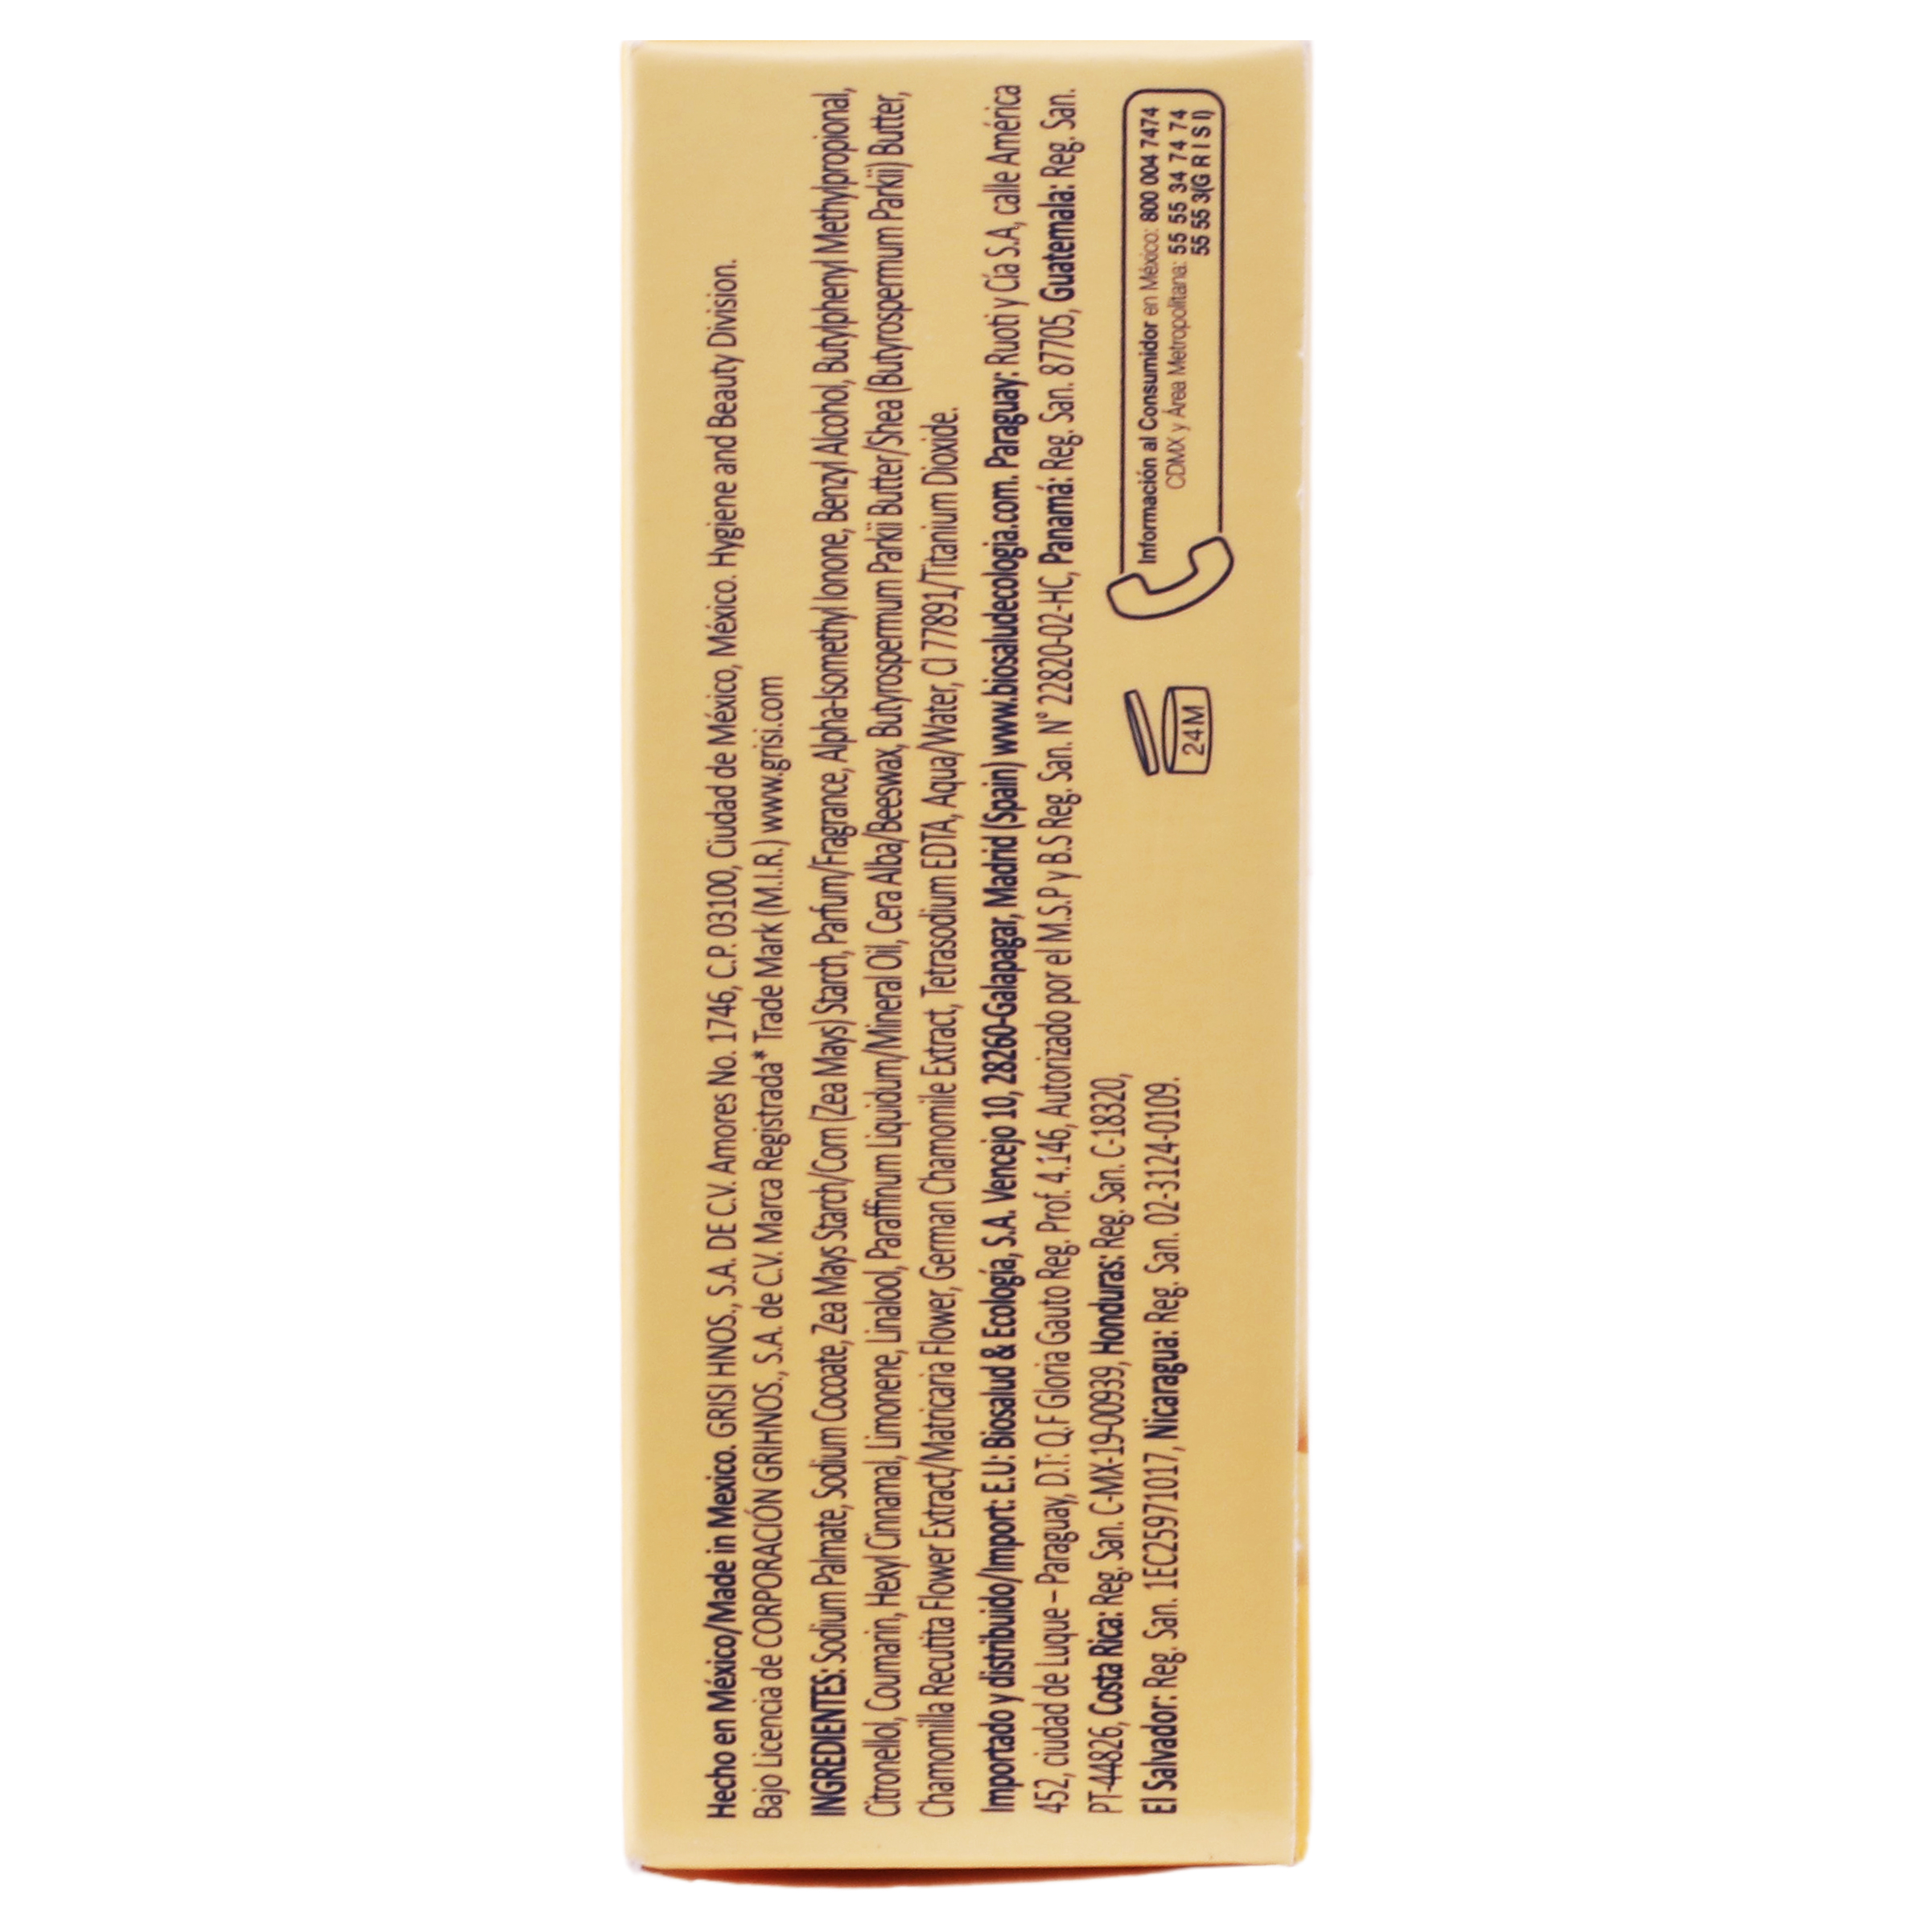 Hecho en México/Made in Mexico. GRISI HNOS., S.A. DE C.V. Amores No. 1746, C.P. 03100, Ciudad de México, México. Hygiene and Beauty Division.
Bajo Licencia de CORPORACIÓN GRIHNOS., S.A. de C.V. Marca Registrada* Trade Mark (M.I.R.) www.grisi.com
INGREDIENTES: Sodium Palmate, Sodium Cocoate, Zea Mays Starch/Corn (Zea Mays) Starch, Parfum/Fragrance, Alpha-Isomethyl Ionone, Benzyl Alcohol, Butylphenyl Methylpropional,
Citronellol, Coumarin, Hexyl Cinnamal, Limonene, Linalool, Paraffinum Liquidum/Mineral Oil, Cera Alba/Beeswax, Butyrospermum Parkii Butter/Shea (Butyrospermum Parkii) Butter,
Chamomilla Recutita Flower Extract/Matricaria Flower, German Chamomile Extract, Tetrasodium EDTA, Aqua/Water, CI 77891/Titanium Dioxide.
Importado y distribuido/Import: E.U: Biosalud & Ecología, S.A. Vencejo 10, 28260-Galapagar, Madrid (Spain) www.biosaludecologia.com. Paraguay: Ruoti y Cía S.A, calle América
452, ciudad de Luque – Paraguay, D.T: Q.F Gloria Gauto Reg. Prof. 4.146, Autorizado por el M.S.P y B.S Reg. San. N° 22820-02-HC, Panamá: Reg. San. 87705, Guatemala: Reg. San.
PT-44826, Costa Rica: Reg. San. C-MX-19-00939, Honduras: Reg. San. C-18320,
El Salvador: Reg. San. 1EC25971017, Nicaragua: Reg. San. 02-3124-0109.
24M
Información al Consumidor en México: 800 004 7474
CDMX y Área Metropolitana: 55 55 34 74 74
55 55 3(G R I S I)